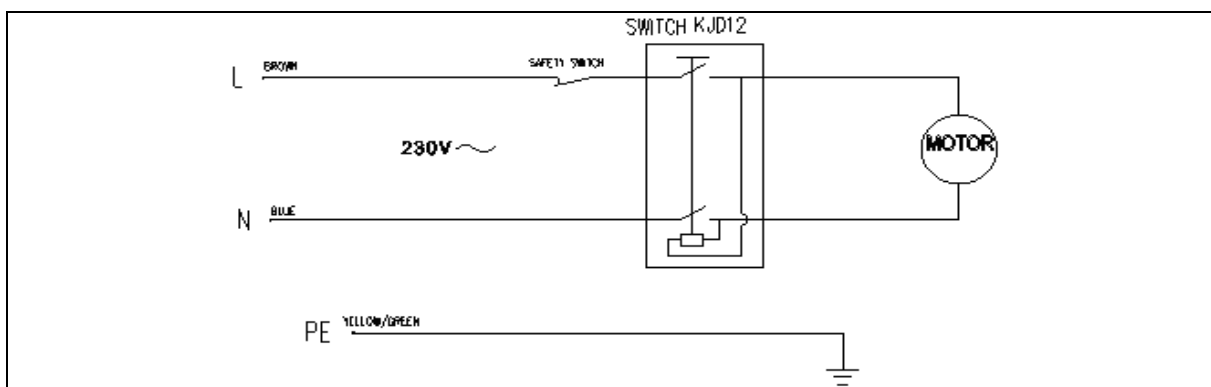 SWITCH KJD12
L BROWN SAFETY SWITCH
230V
MOTOR
N BLUE
PE YELLOW/GREEN